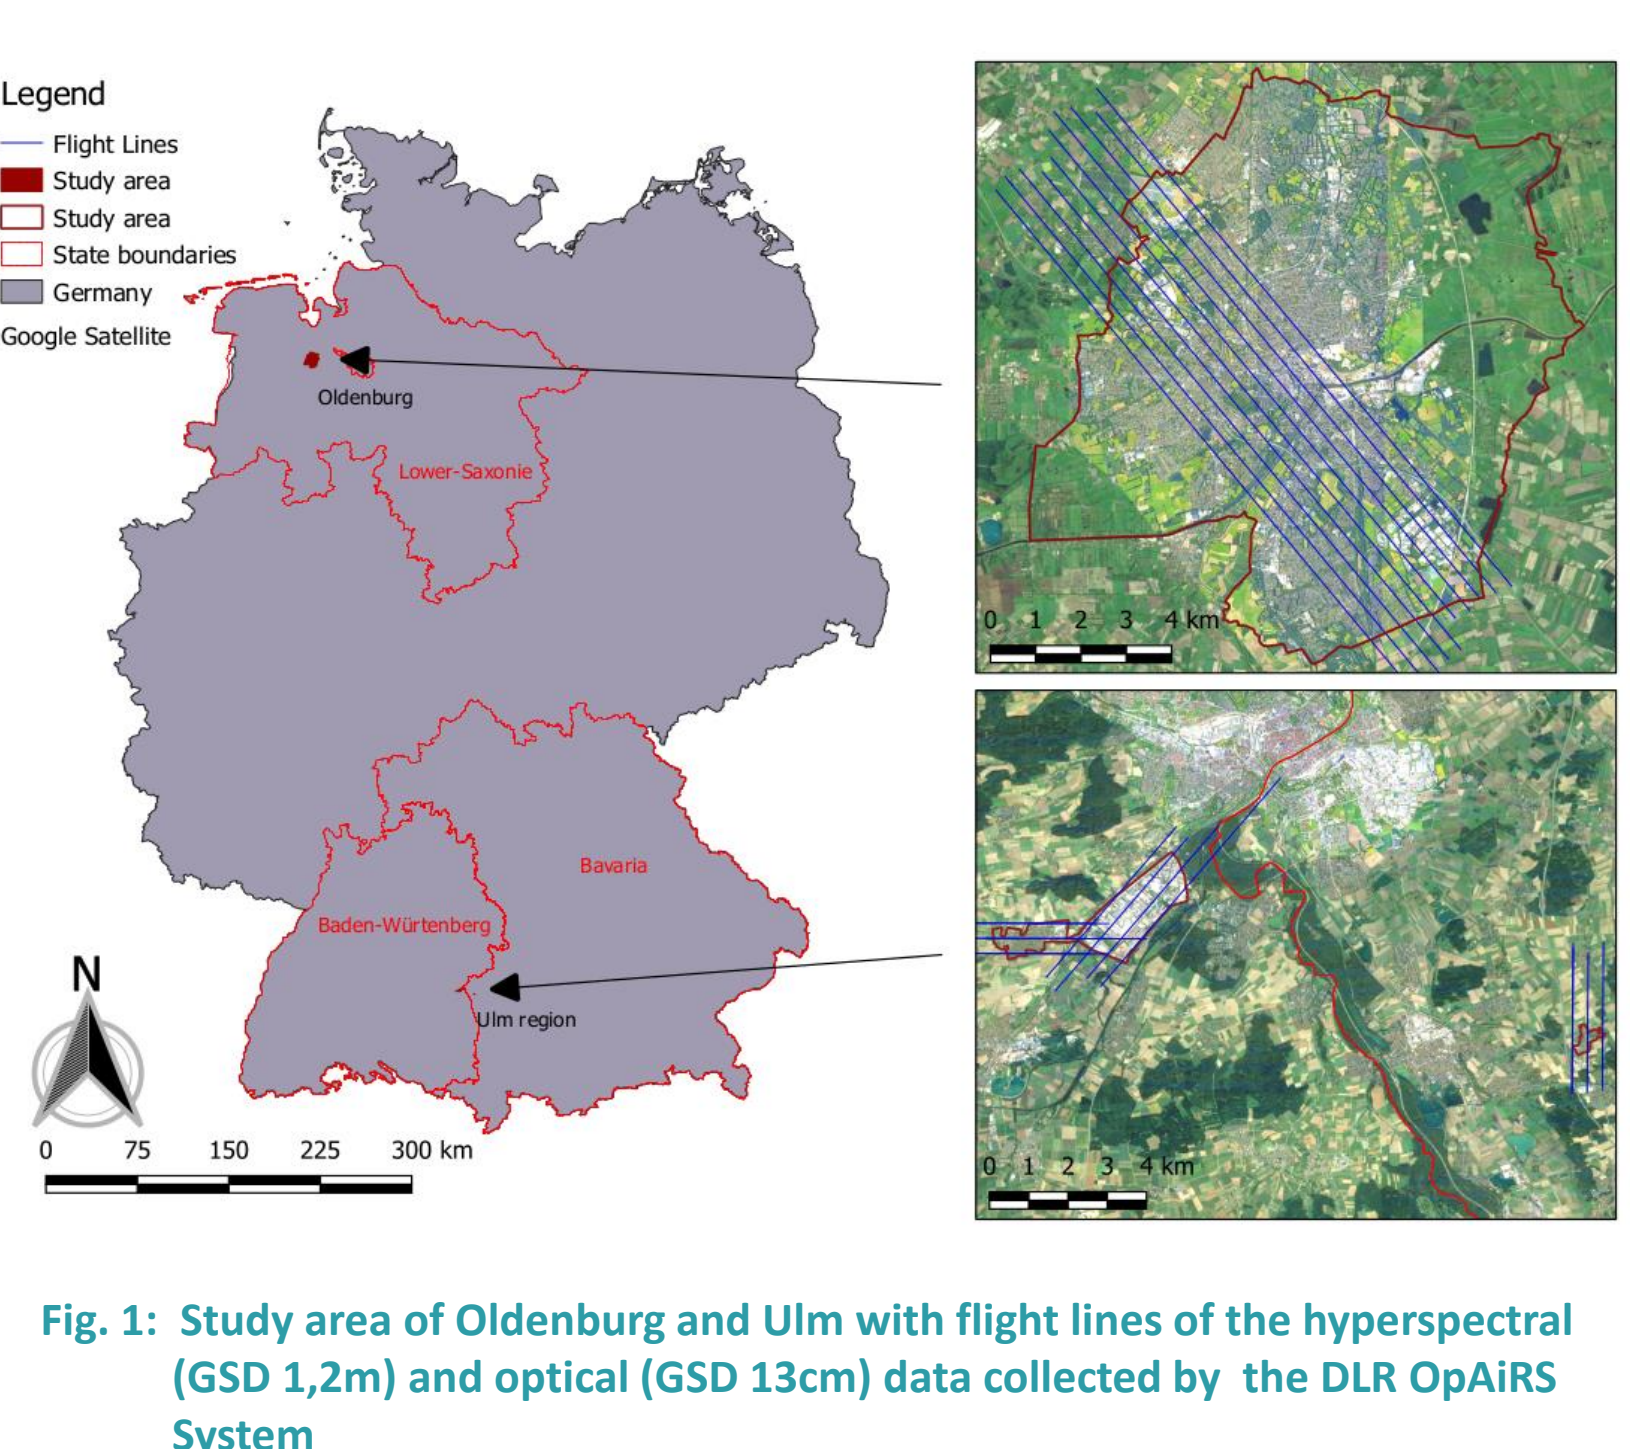 Legend
Flight Lines
Study area
Study area
State boundaries
Germany
Google Satellite
Oldenburg
Lower-Saxonie
Bavaria
Baden-Würtenberg
Ulm region
N
0 75 150 225 300 km
0 1 2 3 4 km
0 1 2 3 4 km
Fig. 1: Study area of Oldenburg and Ulm with flight lines of the hyperspectral
(GSD 1,2m) and optical (GSD 13cm) data collected by the DLR OpAiRS
System